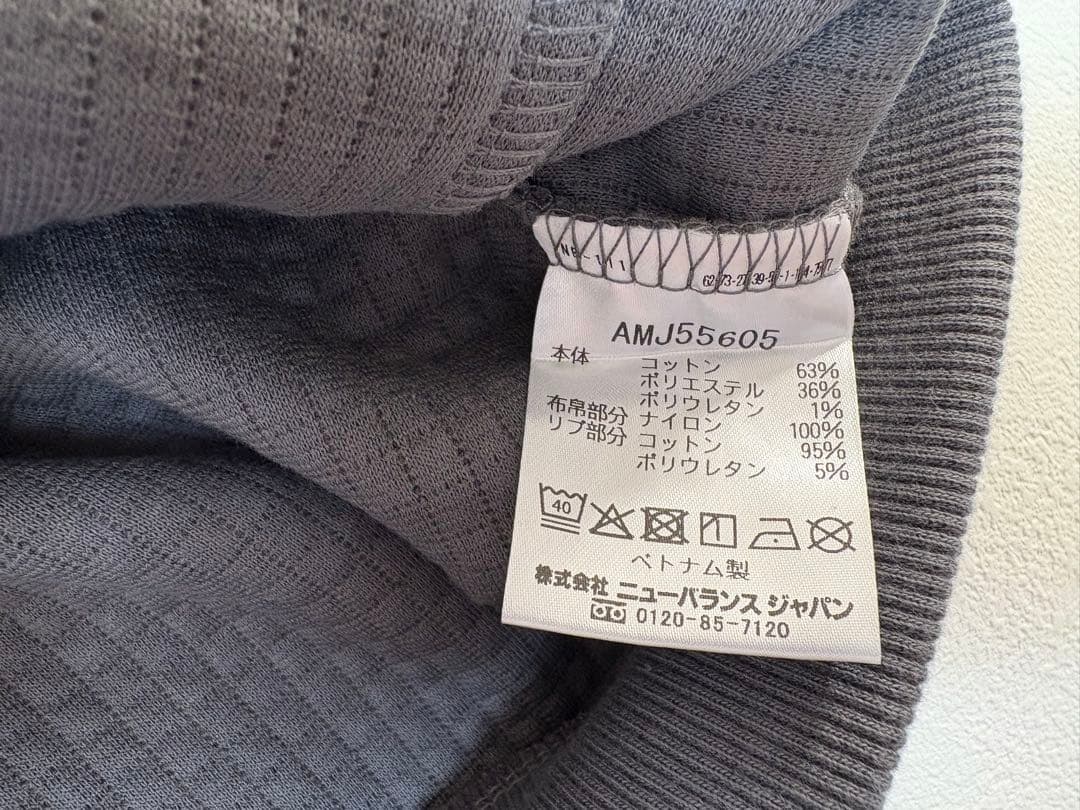 NB-111
AMJ55605
本体 コットン 63%
ポリエステル 36%
ポリウレタン 1%
布帛部分 ナイロン 100%
リブ部分 コットン 95%
ポリウレタン 5%
40
ベトナム製
株式会社 ニューバランス ジャパン
0120-85-7120